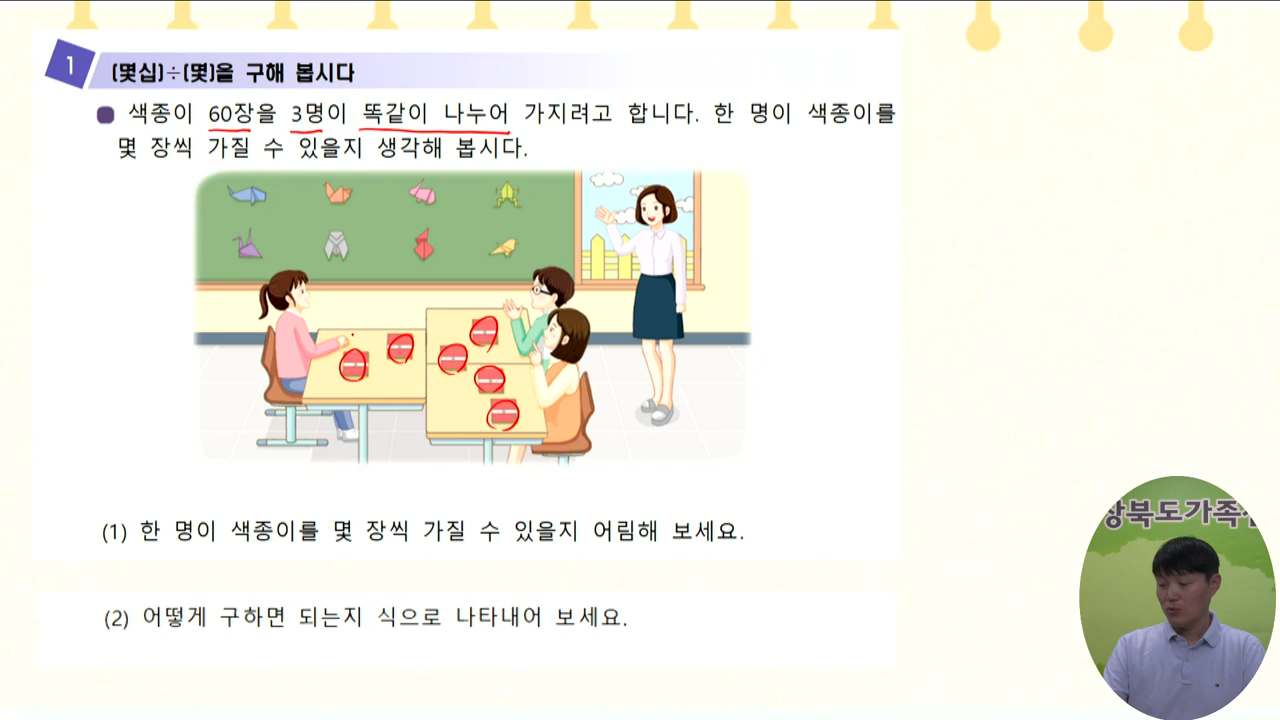 1
(몇십)÷(몇)을 구해 봅시다
색종이 60장을 3명이 똑같이 나누어 가지려고 합니다. 한 명이 색종이를
몇 장씩 가질 수 있을지 생각해 봅시다.
(1) 한 명이 색종이를 몇 장씩 가질 수 있을지 어림해 보세요.
(2) 어떻게 구하면 되는지 식으로 나타내어 보세요.
북도가족